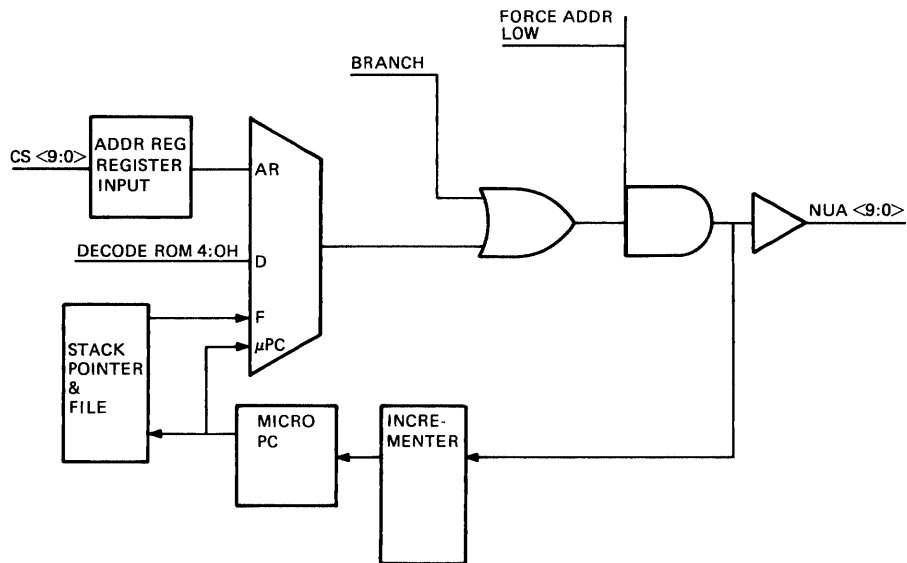 FORCE ADDR
LOW
BRANCH
CS <9:0>
ADDR REG
REGISTER
INPUT
AR
NUA <9:0>
DECODE ROM 4:0H
D
F
μPC
STACK
POINTER
&
FILE
MICRO
PC
INCRE-
MENTER